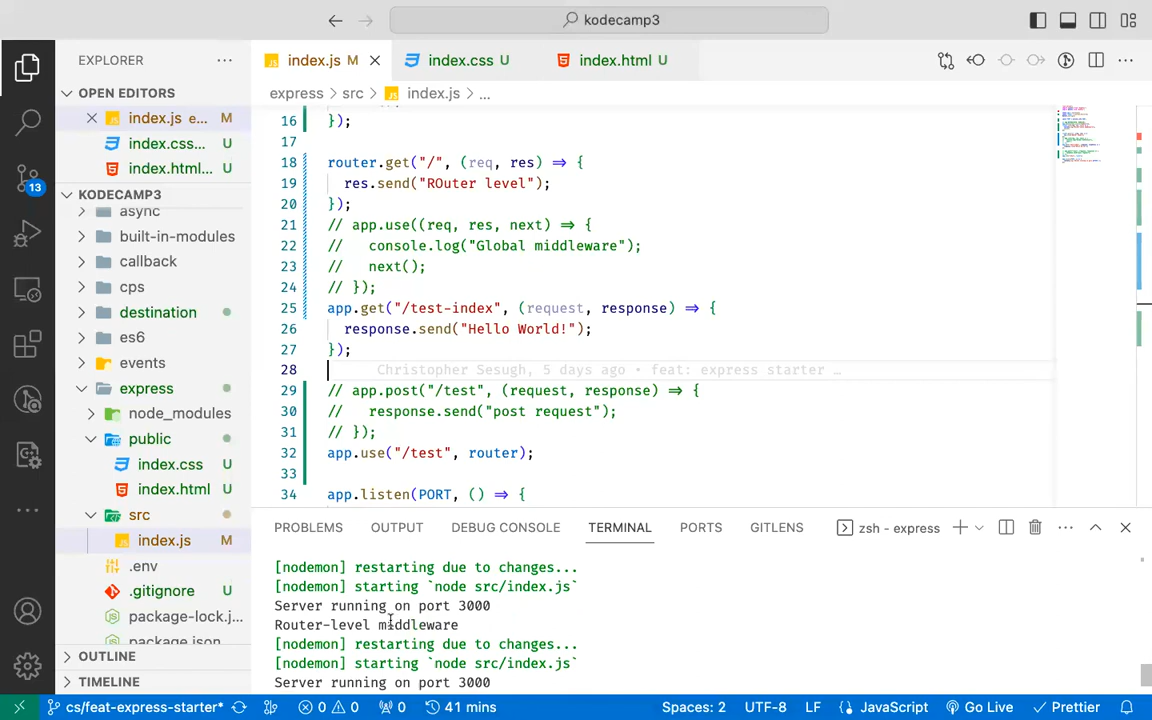 kodecamp3
EXPLORER
index.js M
index.css U
index.html U
OPEN EDITORS
express > src > index.js > ...
index.js e... M
index.css... U
index.html... U
KODECAMP3
async
built-in-modules
callback
cps
destination
es6
events
express
node_modules
public
index.css U
index.html U
src
index.js M
.env
.gitignore
package-lock.j...
package.json
OUTLINE
TIMELINE
13
16 });
17
18 router.get("/", (req, res) => {
19 res.send("ROuter level");
20 });
21 // app.use((req, res, next) => {
22 // console.log("Global middleware");
23 // next();
24 // });
25 app.get("/test-index", (request, response) => {
26 response.send("Hello World!");
27 });
28 Christopher Sesugh, 5 days ago • feat: express starter …
29 // app.post("/test", (request, response) => {
30 // response.send("post request");
31 // });
32 app.use("/test", router);
33
34 app.listen(PORT, () => {
PROBLEMS OUTPUT DEBUG CONSOLE TERMINAL PORTS GITLENS zsh - express
[nodemon] restarting due to changes...
[nodemon] starting `node src/index.js`
Server running on port 3000
Router-level middleware
[nodemon] restarting due to changes...
[nodemon] starting `node src/index.js`
Server running on port 3000
cs/feat-express-starter* 0 0 0 41 mins Spaces: 2 UTF-8 LF JavaScript Go Live Prettier